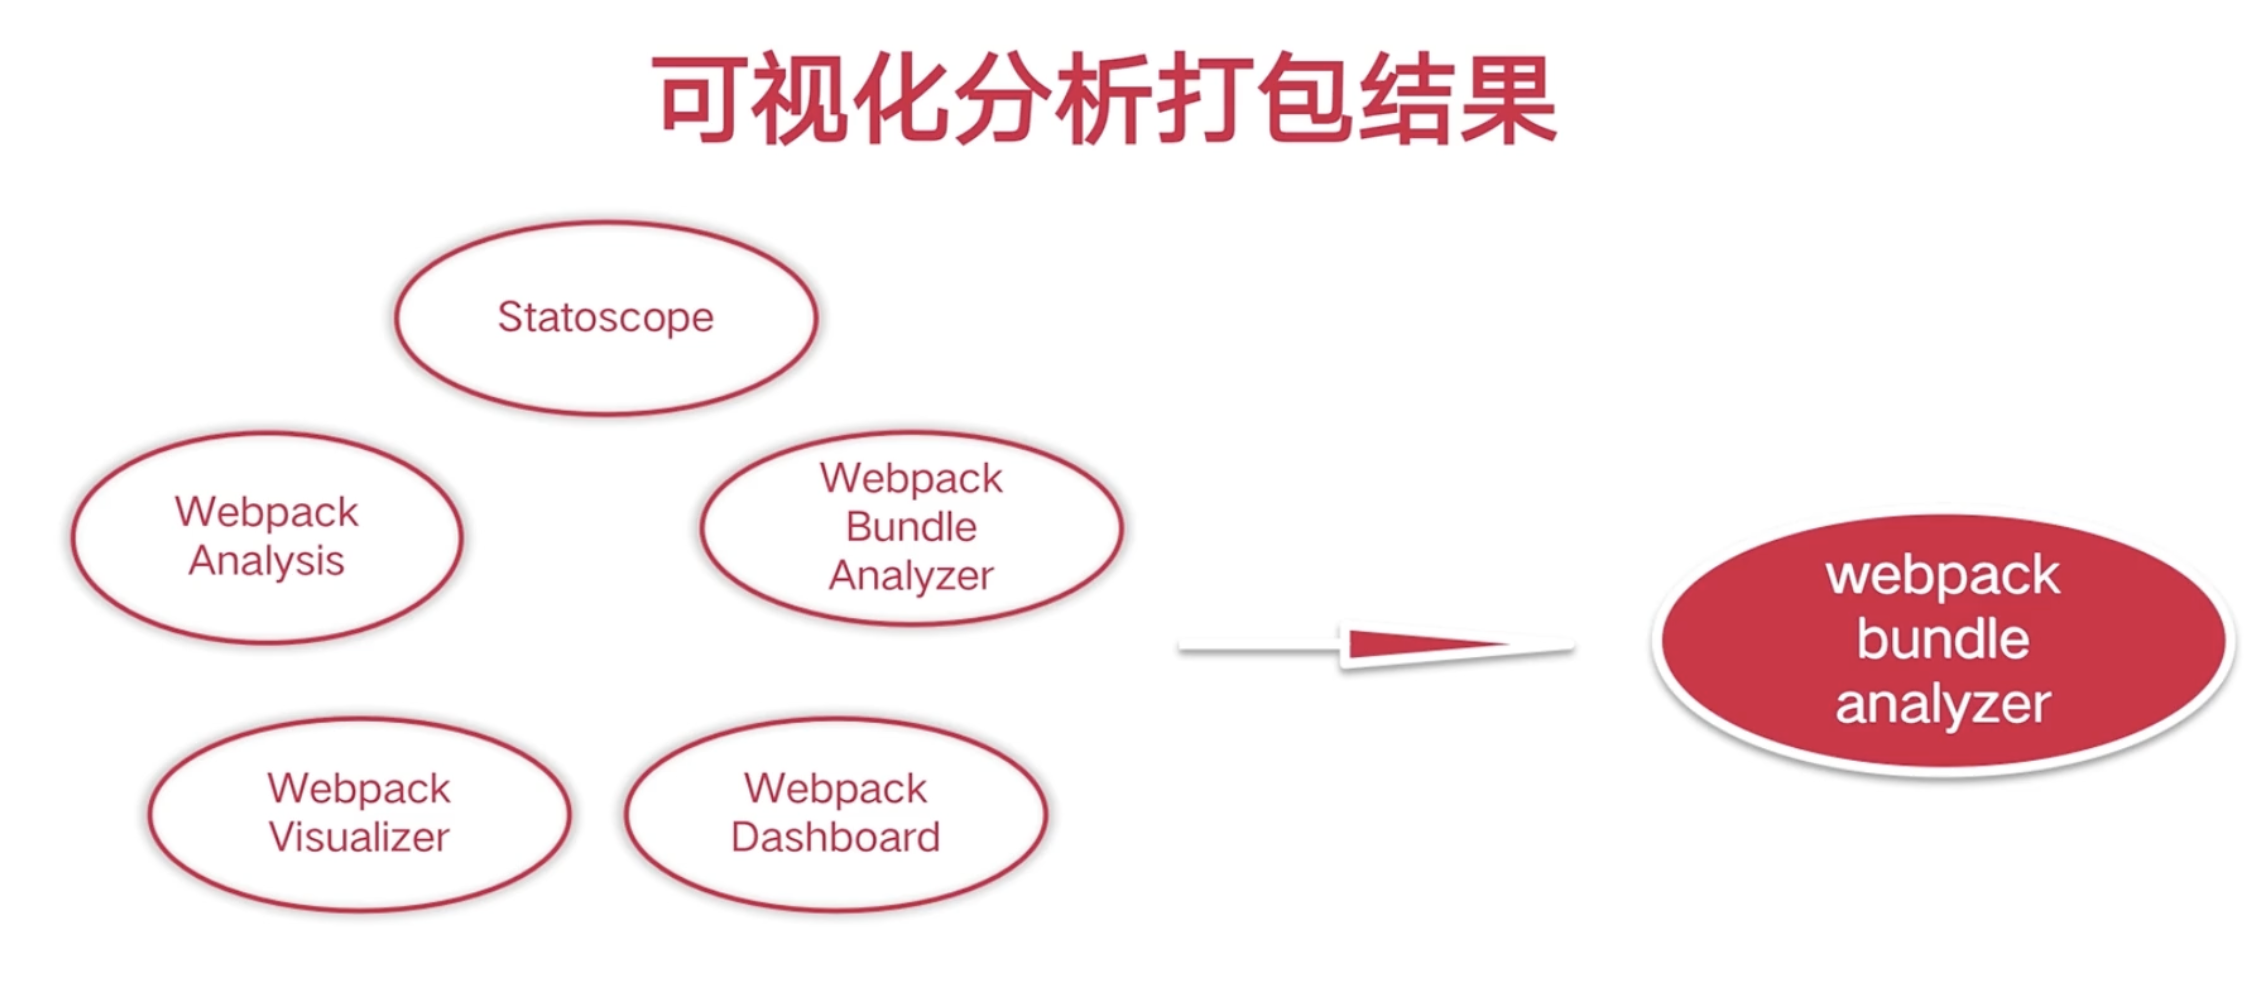 可视化分析打包结果
Statoscope
Webpack
Analysis
Webpack
Bundle
Analyzer
Webpack
Visualizer
Webpack
Dashboard
webpack
bundle
analyzer